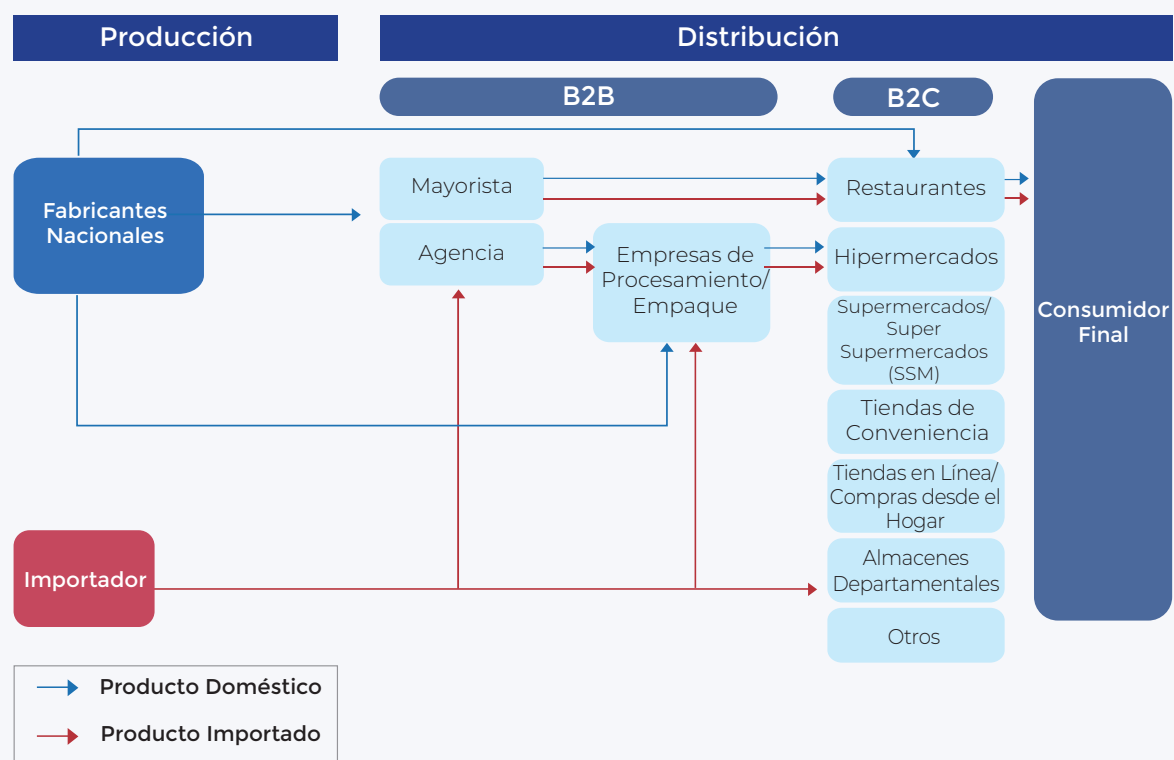 Producción
Distribución
B2B
B2C
Fabricantes
Nacionales
Mayorista
Agencia
Empresas de
Procesamiento/
Empaque
Restaurantes
Hipermercados
Supermercados/
Super
Supermercados
(SSM)
Tiendas de
Conveniencia
Tiendas en Línea/
Compras desde el
Hogar
Almacenes
Departamentales
Otros
Consumidor
Final
Importador
Producto Doméstico
Producto Importado